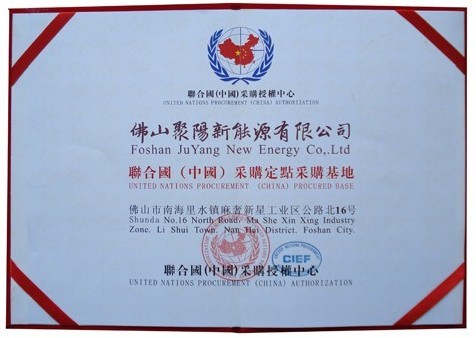 聯合國(中國)采購授權中心
UNITED NATIONS PROCUREMENT (CHINA) AUTHORIZATION
佛山聚陽新能源有限公司
Foshan JuYang New Energy Co,.Ltd
聯合國（中國）采購定點采購基地
UNITED NATIONS PROCUREMENT (CHINA) PROCURED BASE
佛山市南海里水镇麻奢新星工业区公路北16号
Shunda No.16 North Road, Ma She Xin Xing Industry
Zone, Li Shui Town, Nan Hai District, Foshan City.
CIEF
聯合國(中國)采購授權中心
UNITED NATIONS PROCUREMENT (CHINA) AUTHORIZATION